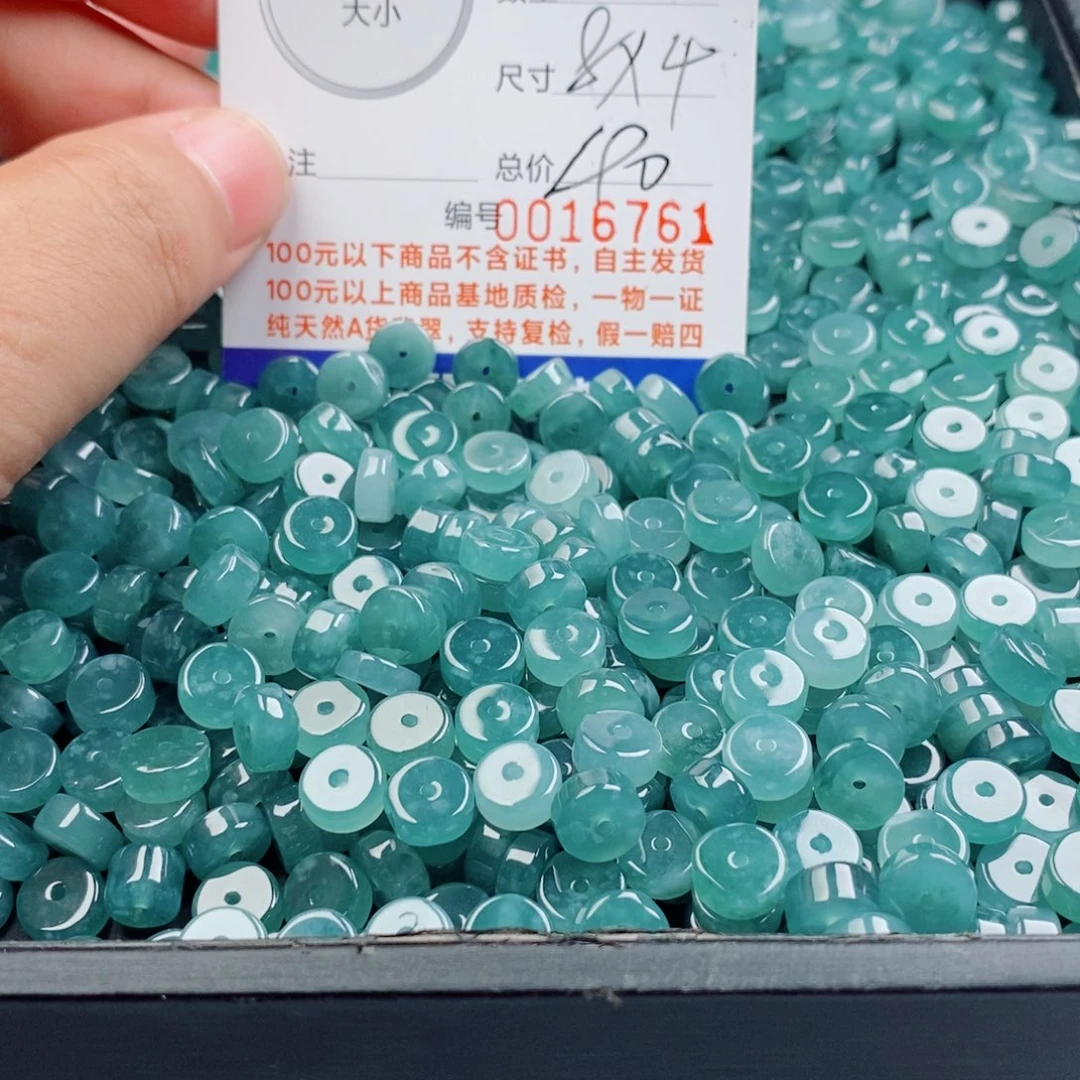 大小
尺寸 8X4
注
总价 480
编号 0016761
100元以下商品不含证书，自主发货
100元以上商品基地质检，一物一证
纯天然A货翡翠，支持复检，假一赔四